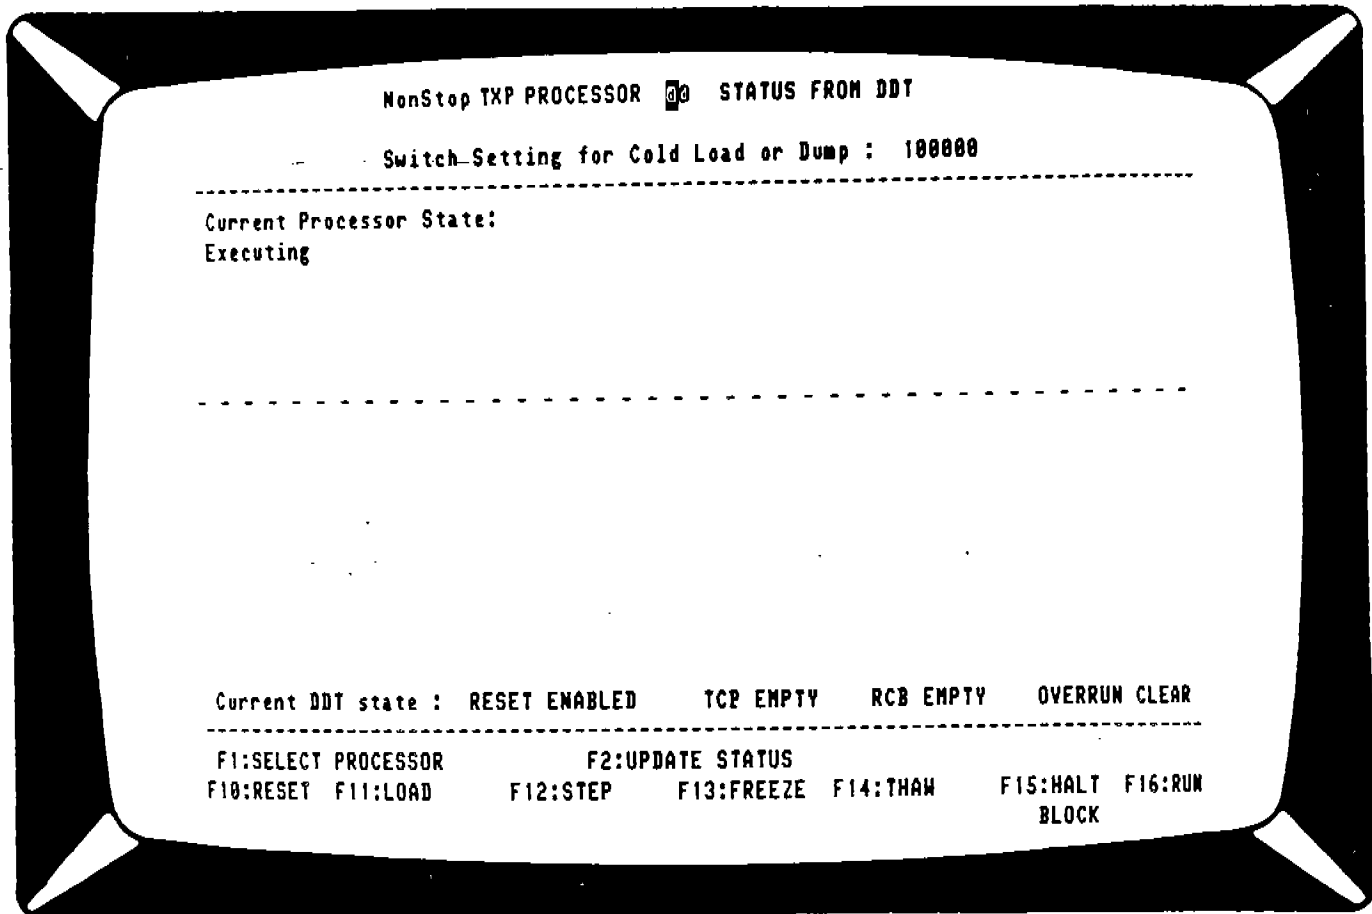 NonStop TXP PROCESSOR 00 STATUS FROM DDT
Switch Setting for Cold Load or Dump : 100000
Current Processor State:
Executing
Current DDT state : RESET ENABLED TCP EMPTY RCB EMPTY OVERRUN CLEAR
F1:SELECT PROCESSOR F2:UPDATE STATUS
F10:RESET F11:LOAD F12:STEP F13:FREEZE F14:THAW F15:HALT F16:RUN
BLOCK